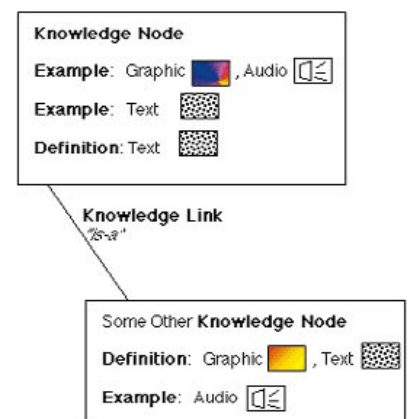 Knowledge Node
Example: Graphic , Audio
Example: Text
Definition: Text
Knowledge Link
"is-a"
Some Other Knowledge Node
Definition: Graphic , Text
Example: Audio